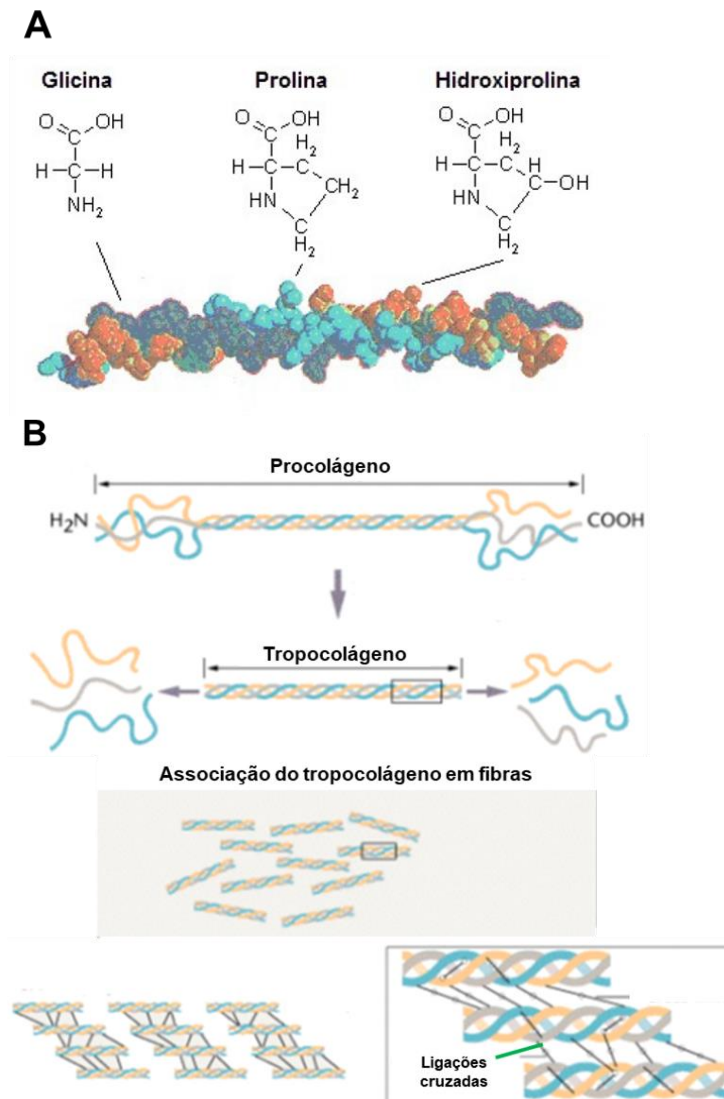 A
Glicina Prolina Hidroxiprolina
O C OH
H C H
NH2
O C OH
H2
H C C CH2
HN C
H2
O C OH
H2
H C C H
C OH
HN C
H2
B
Procolágeno
H2N COOH
Tropocolágeno
Associação do tropocolágeno em fibras
Ligações
cruzadas